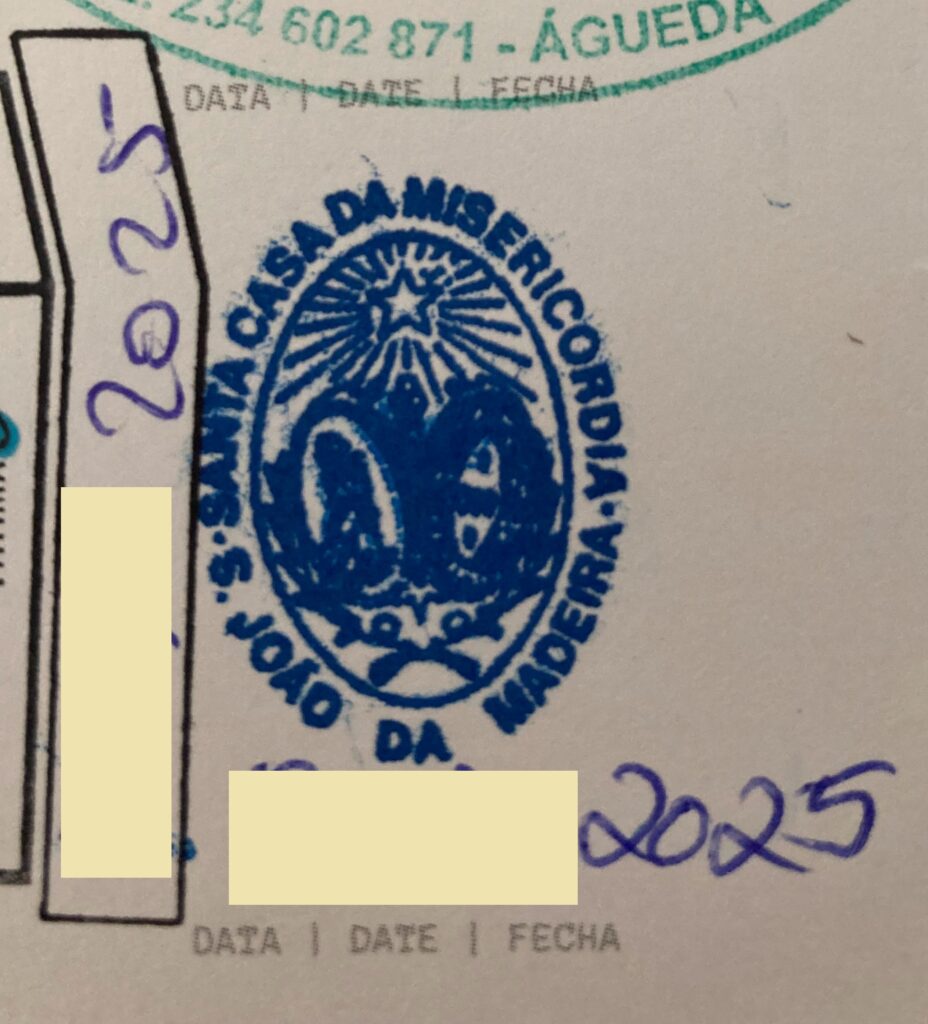 234 602 871 - ÁGUEDA
DATA | DATE | FECHA
2025
SANTA CASA DA MISERICORDIA
· S. JOÃO DA MADEIRA ·
2025
DATA | DATE | FECHA